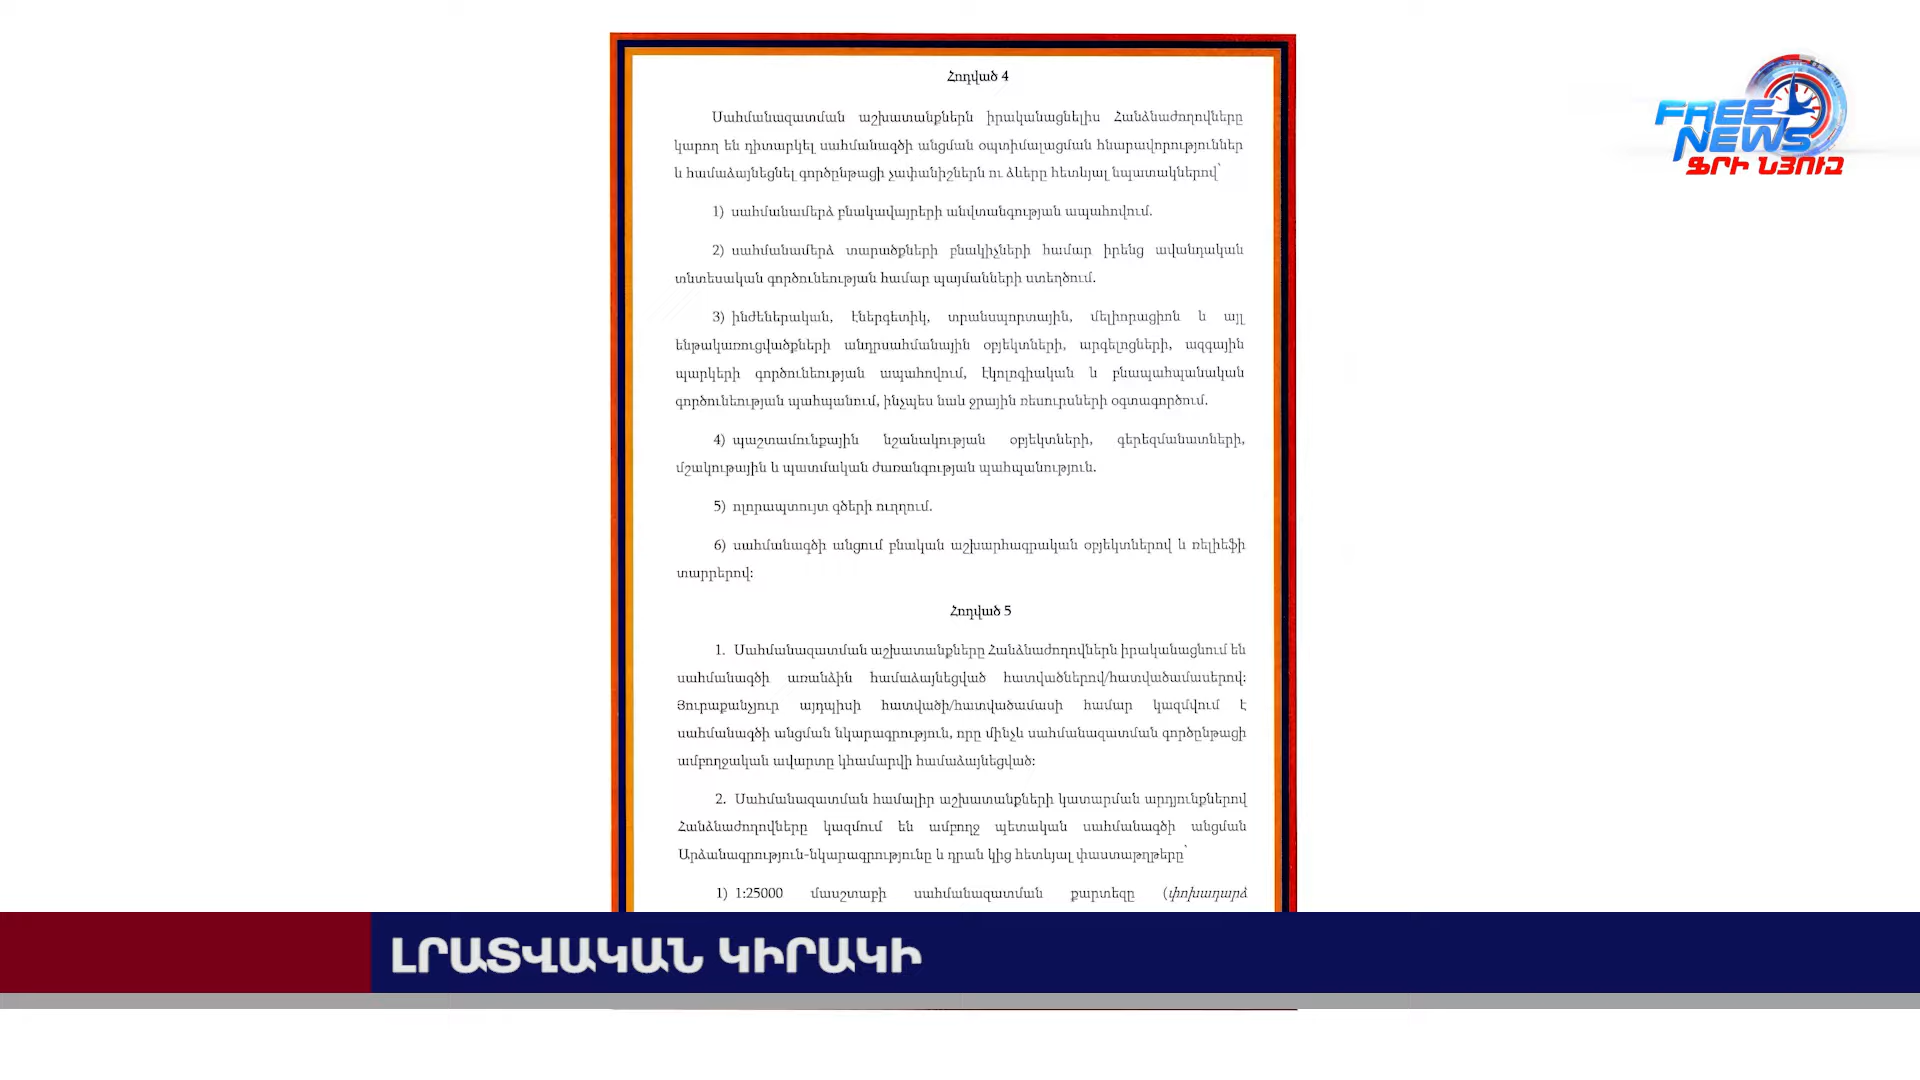 Հոդված 4
Սահմանազատման աշխատանքներն իրականացնելիս Հանձնաժողովները
կարող են դիտարկել սահմանագծի անցման օպտիմալացման հնարավորություններ
և համաձայնեցնել գործընթացի չափանիշներն ու ձևերը հետևյալ նպատակներով՝
1) սահմանամերձ բնակավայրերի անվտանգության ապահովում.
2) սահմանամերձ տարածքների բնակիչների համար իրենց ավանդական
տնտեսական գործունեության համար պայմանների ստեղծում.
3) ինժեներական, էներգետիկ, տրանսպորտային, մելիորացիոն և այլ
ենթակառուցվածքների անդրսահմանային օբյեկտների, արգելոցների, ազգային
պարկերի գործունեության ապահովում, էկոլոգիական և բնապահպանական
գործունեության պահպանում, ինչպես նաև ջրային ռեսուրսների օգտագործում.
4) պաշտամունքային նշանակության օբյեկտների, գերեզմանատների,
մշակութային և պատմական ժառանգության պահպանություն.
5) ոլորապտույտ գծերի ուղղում.
6) սահմանագծի անցում բնական աշխարհագրական օբյեկտներով և ռելիեֆի
տարրերով:
Հոդված 5
1. Սահմանազատման աշխատանքները Հանձնաժողովներն իրականացնում են
սահմանագծի առանձին համաձայնեցված հատվածներով/հատվածամասերով:
Յուրաքանչյուր այդպիսի հատվածի/հատվածամասի համար կազմվում է
սահմանագծի անցման նկարագրություն, որը մինչև սահմանազատման գործընթացի
ամբողջական ավարտը կհամարվի համաձայնեցված:
2. Սահմանազատման համալիր աշխատանքների կատարման արդյունքներով
Հանձնաժողովները կազմում են ամբողջ պետական սահմանագծի անցման
Արձանագրություն-նկարագրությունը և դրան կից հետևյալ փաստաթղթերը՝
1) 1:25000 մասշտաբի սահմանազատման քարտեզը (փոխադարձ
ԼՐԱՏՎԱԿԱՆ ԿԻՐԱԿԻ
FREE
NEWS
ՖՐԻ ՆՅՈՒԶ